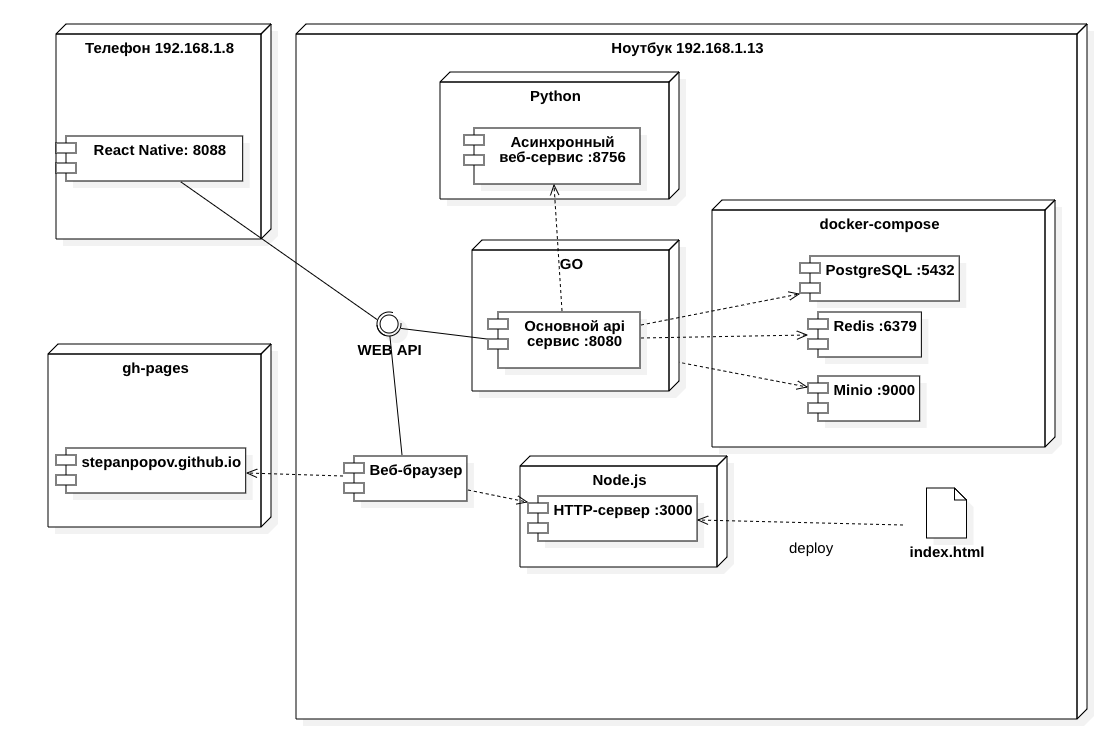 Телефон 192.168.1.8
React Native: 8088
Ноутбук 192.168.1.13
Python
Асинхронный
веб-сервис :8756
GO
Основной api
сервис :8080
docker-compose
PostgreSQL :5432
Redis :6379
Minio :9000
WEB API
gh-pages
stepanpopov.github.io
Веб-браузер
Node.js
HTTP-сервер :3000
deploy
index.html